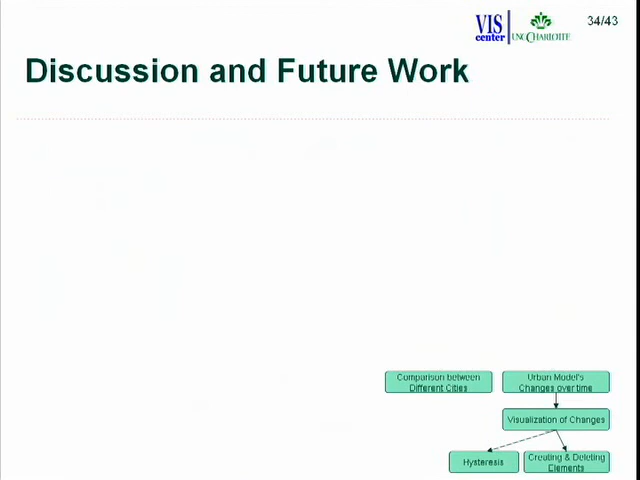 VIS
center
UNC CHARLOTTE
34/43
Discussion and Future Work
Comparison between
Different Cities
Urban Model's
Changes over time
Visualization of Changes
Hysteresis
Creating & Deleting
Elements